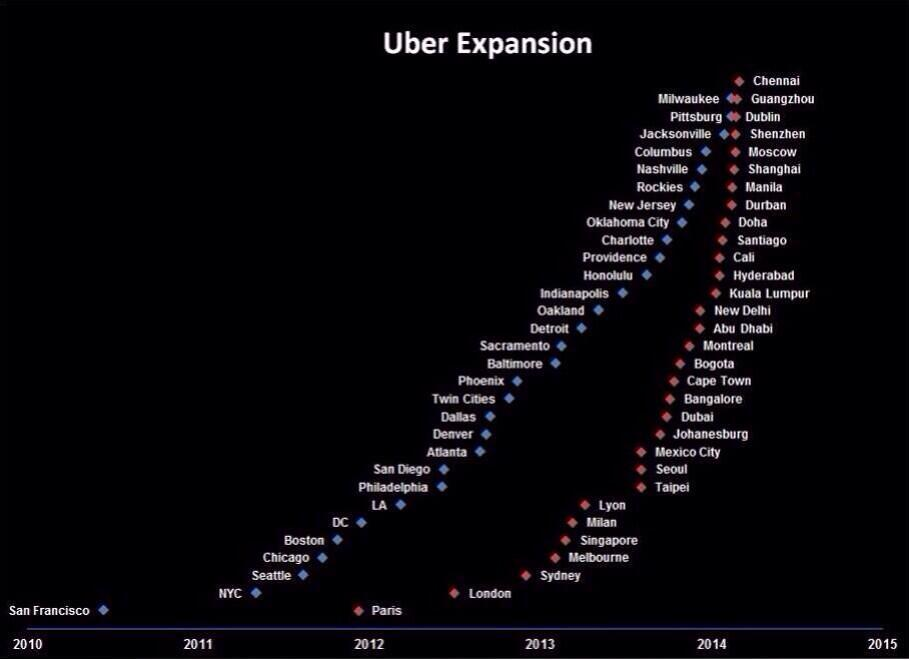 Uber Expansion
Chennai
Milwaukee Guangzhou
Pittsburg Dublin
Jacksonville Shenzhen
Columbus Moscow
Nashville Shanghai
Rockies Manila
New Jersey Durban
Oklahoma City Doha
Charlotte Santiago
Providence Cali
Honolulu Hyderabad
Indianapolis Kuala Lumpur
Oakland New Delhi
Detroit Abu Dhabi
Sacramento Montreal
Baltimore Bogota
Phoenix Cape Town
Twin Cities Bangalore
Dallas Dubai
Denver Johanesburg
Atlanta Mexico City
San Diego Seoul
Philadelphia Taipei
LA Lyon
DC Milan
Boston Singapore
Chicago Melbourne
Seattle Sydney
NYC London
San Francisco Paris
2010 2011 2012 2013 2014 2015